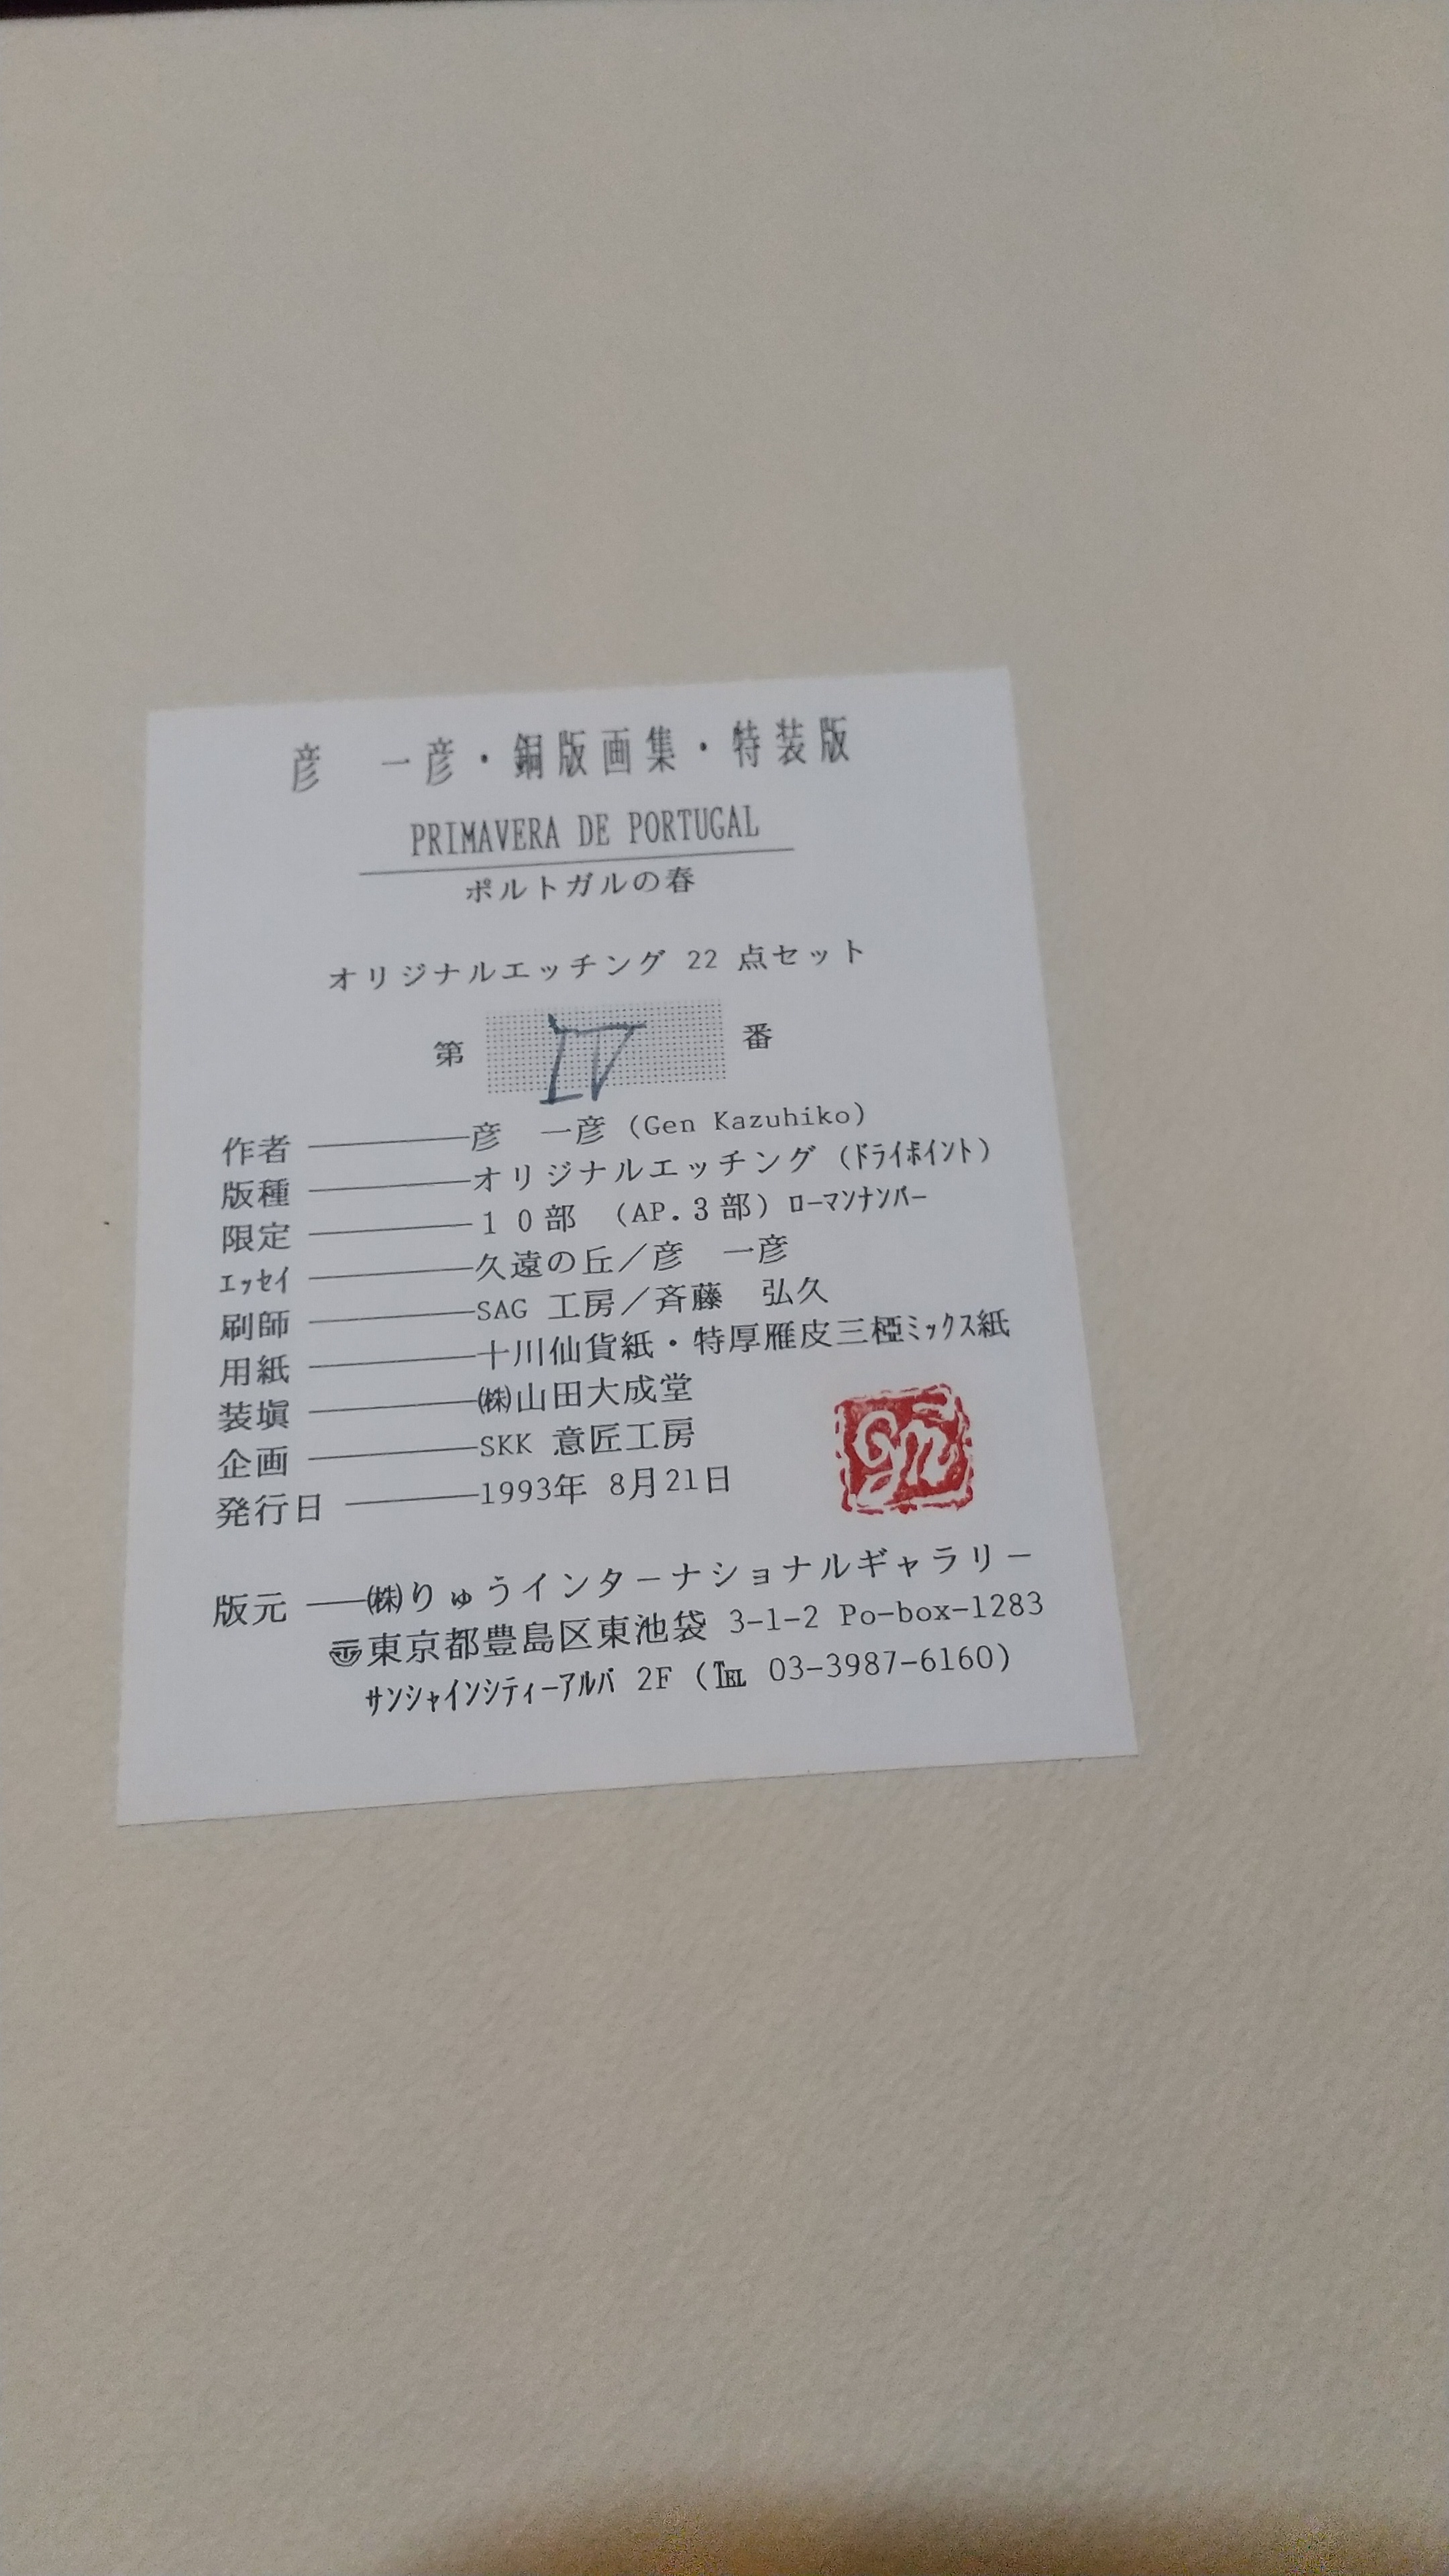 彦　一彦・銅版画集・特装版
PRIMAVERA DE PORTUGAL
ポルトガルの春
オリジナルエッチング 22 点セット
第 IV 番
作者 ――― 彦　一彦 (Gen Kazuhiko)
版種 ――― オリジナルエッチング (ﾄﾞﾗｲﾎﾟｲﾝﾄ)
限定 ――― １０部 (AP.３部) ﾛｰﾏﾝﾅﾝﾊﾞｰ
ｴｯｾｲ ――― 久遠の丘／彦　一彦
刷師 ――― SAG 工房／斉藤　弘久
用紙 ――― 十川仙貨紙・特厚雁皮三椏ﾐｯｸｽ紙
装塡 ――― ㈱山田大成堂
企画 ――― SKK 意匠工房
発行日 ――― 1993年 8月21日
版元 ―― ㈱りゅうインターナショナルギャラリー
〠東京都豊島区東池袋 3-1-2 Po-box-1283
ｻﾝｼｬｲﾝｼﾃｨｰｱﾙﾊﾞ 2F (℡ 03-3987-6160)